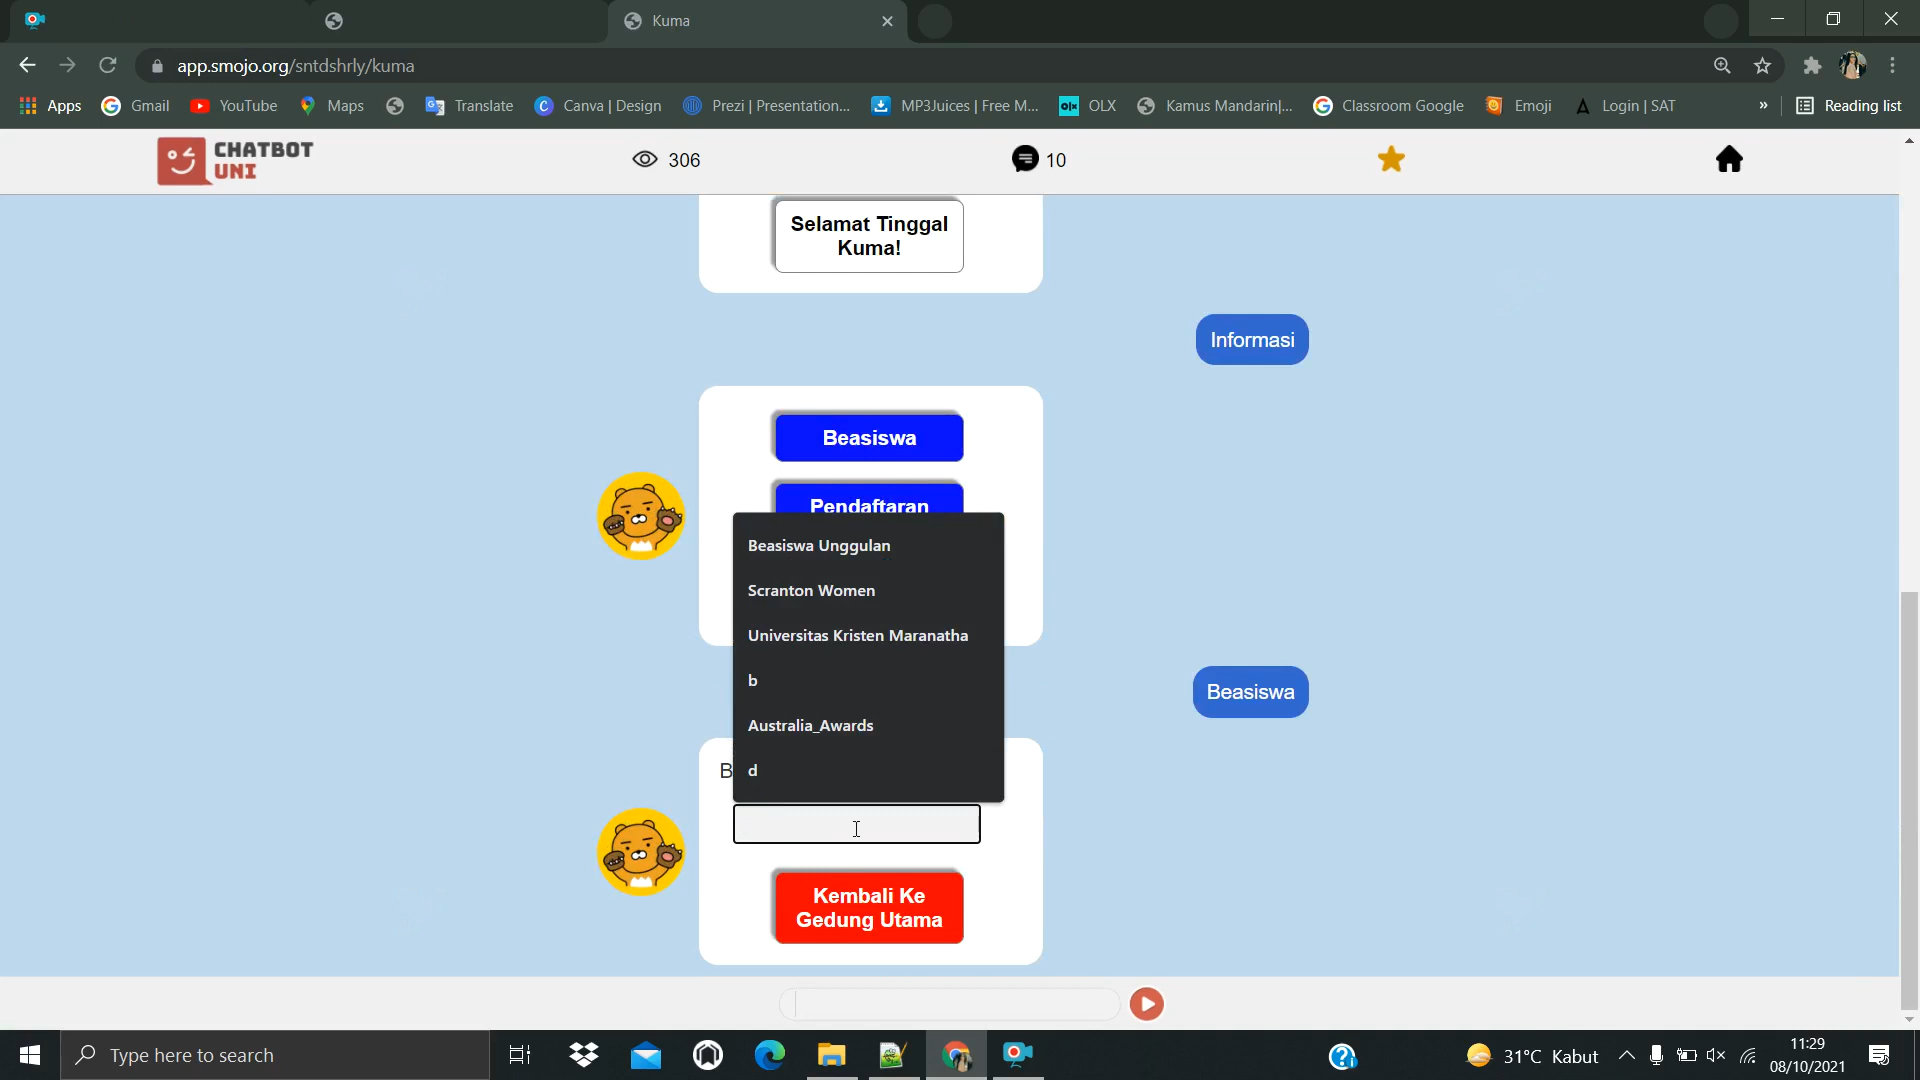 Kuma
app.smojo.org/sntdshrly/kuma
Apps
Gmail
YouTube
Maps
Translate
Canva | Design
Prezi | Presentation...
MP3Juices | Free M...
OLX
Kamus Mandarin|...
Classroom Google
Emoji
Login | SAT
»
Reading list
CHATBOT
UNI
306
10
Selamat Tinggal
Kuma!
Informasi
Beasiswa
Pendaftaran
Beasiswa Unggulan
Scranton Women
Universitas Kristen Maranatha
b
Australia_Awards
d
Beasiswa
B
Kembali Ke
Gedung Utama
Type here to search
31°C Kabut
11:29
08/10/2021